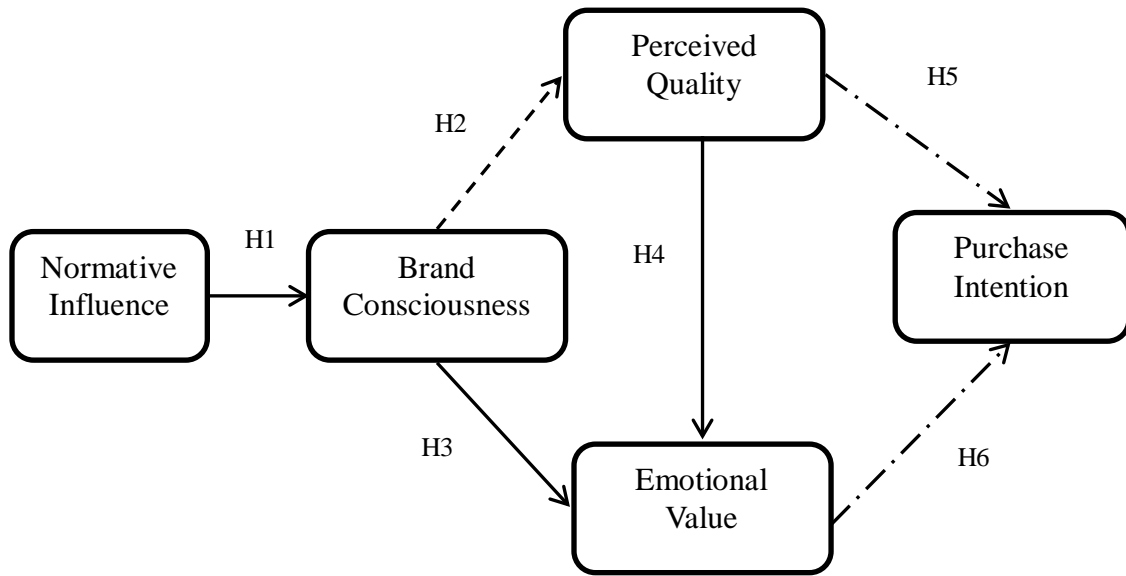 Perceived
Quality
H5
H2
H1
H4
Normative
Influence
Brand
Consciousness
Purchase
Intention
H3
H6
Emotional
Value